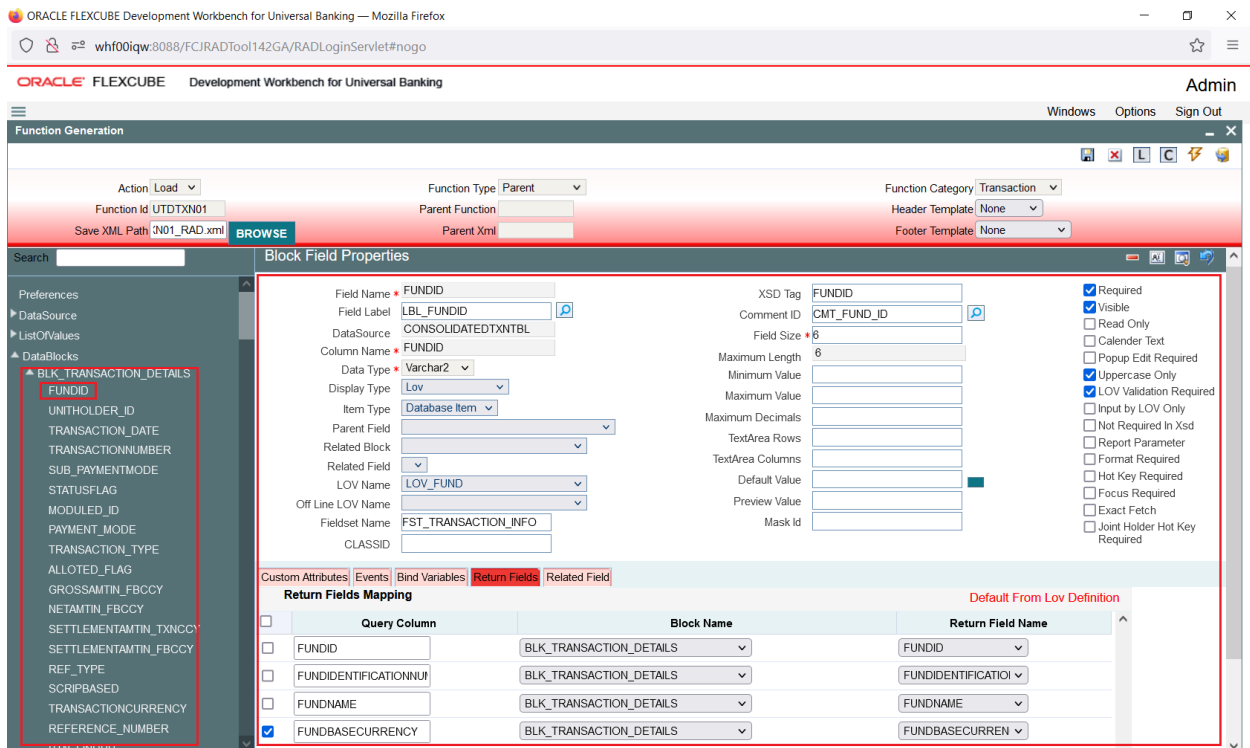 ORACLE FLEXCUBE Development Workbench for Universal Banking — Mozilla Firefox
whf00iqw:8088/FCJRADTool142GA/RADLoginServlet#nogo
ORACLE FLEXCUBE Development Workbench for Universal Banking
Admin
Windows Options Sign Out
Function Generation
L C
Action Load Function Type Parent Function Category Transaction
Function Id UTDTXN01 Parent Function Header Template None
Save XML Path XN01_RAD.xml BROWSE Parent Xml Footer Template None
Search
Preferences
DataSource
ListOfValues
DataBlocks
BLK_TRANSACTION_DETAILS
FUNDID
UNITHOLDER_ID
TRANSACTION_DATE
TRANSACTIONNUMBER
SUB_PAYMENTMODE
STATUSFLAG
MODULED_ID
PAYMENT_MODE
TRANSACTION_TYPE
ALLOTED_FLAG
GROSSAMTIN_FBCCY
NETAMTIN_FBCCY
SETTLEMENTAMTIN_TXNCCY
SETTLEMENTAMTIN_FBCCY
REF_TYPE
SCRIPBASED
TRANSACTIONCURRENCY
REFERENCE_NUMBER
Block Field Properties
Field Name * FUNDID
Field Label LBL_FUNDID
DataSource CONSOLIDATEDTXNTBL
Column Name * FUNDID
Data Type * Varchar2
Display Type Lov
Item Type Database Item
Parent Field
Related Block
Related Field
LOV Name LOV_FUND
Off Line LOV Name
Fieldset Name FST_TRANSACTION_INFO
CLASSID
XSD Tag FUNDID
Comment ID CMT_FUND_ID
Field Size * 6
Maximum Length 6
Minimum Value
Maximum Value
Maximum Decimals
TextArea Rows
TextArea Columns
Default Value
Preview Value
Mask Id
Required
Visible
Read Only
Calender Text
Popup Edit Required
Uppercase Only
LOV Validation Required
Input by LOV Only
Not Required In Xsd
Report Parameter
Format Required
Hot Key Required
Focus Required
Exact Fetch
Joint Holder Hot Key
Required
Custom Attributes Events Bind Variables Return Fields Related Field
Return Fields Mapping Default From Lov Definition
Query Column Block Name Return Field Name
FUNDID BLK_TRANSACTION_DETAILS FUNDID
FUNDIDENTIFICATIONNUM BLK_TRANSACTION_DETAILS FUNDIDENTIFICATIO
FUNDNAME BLK_TRANSACTION_DETAILS FUNDNAME
FUNDBASECURRENCY BLK_TRANSACTION_DETAILS FUNDBASECURREN